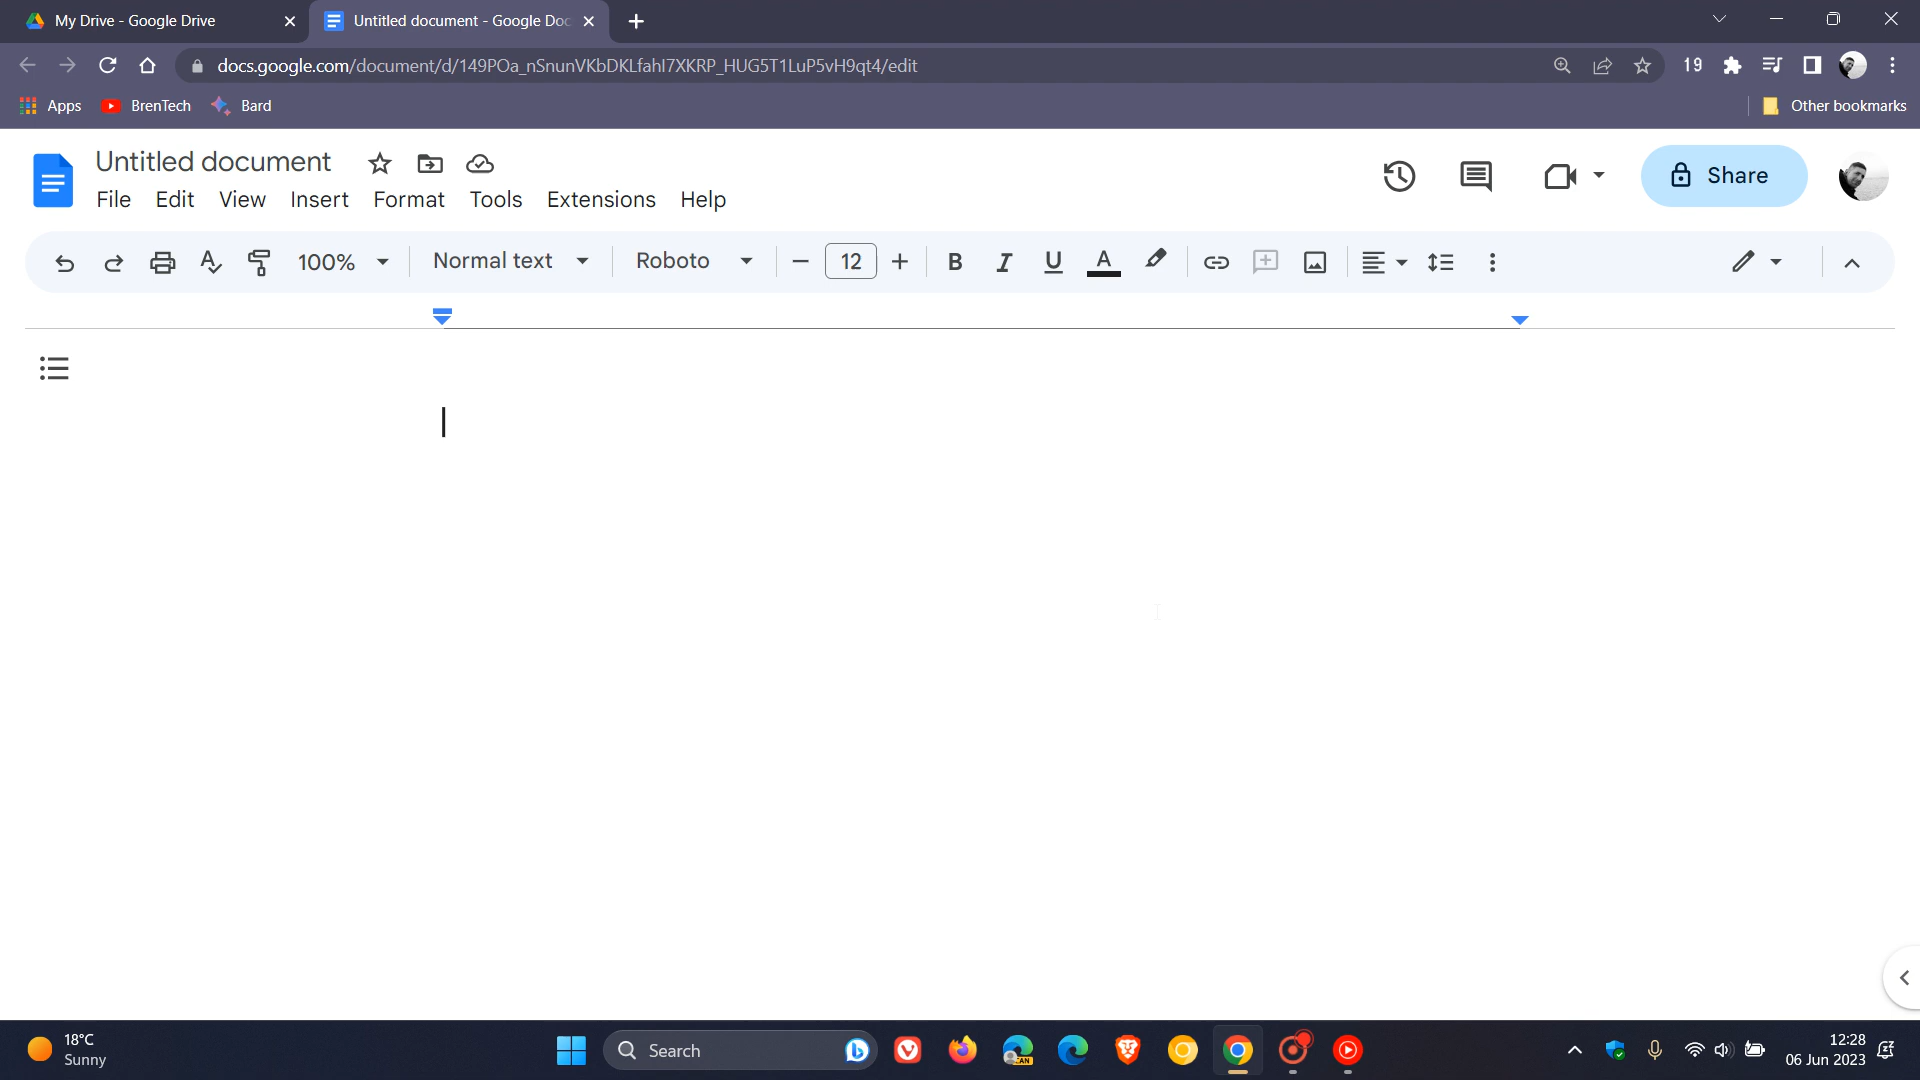 My Drive - Google Drive
Untitled document - Google Doc
docs.google.com/document/d/149POa_nSnunVKbDKLfahI7XKRP_HUG5T1LuP5vH9qt4/edit
19
Apps
BrenTech
Bard
Other bookmarks
Untitled document
File Edit View Insert Format Tools Extensions Help
Share
100%
Normal text
Roboto
12
B I U A
18°C
Sunny
Search
CAN
12:28
06 Jun 2023